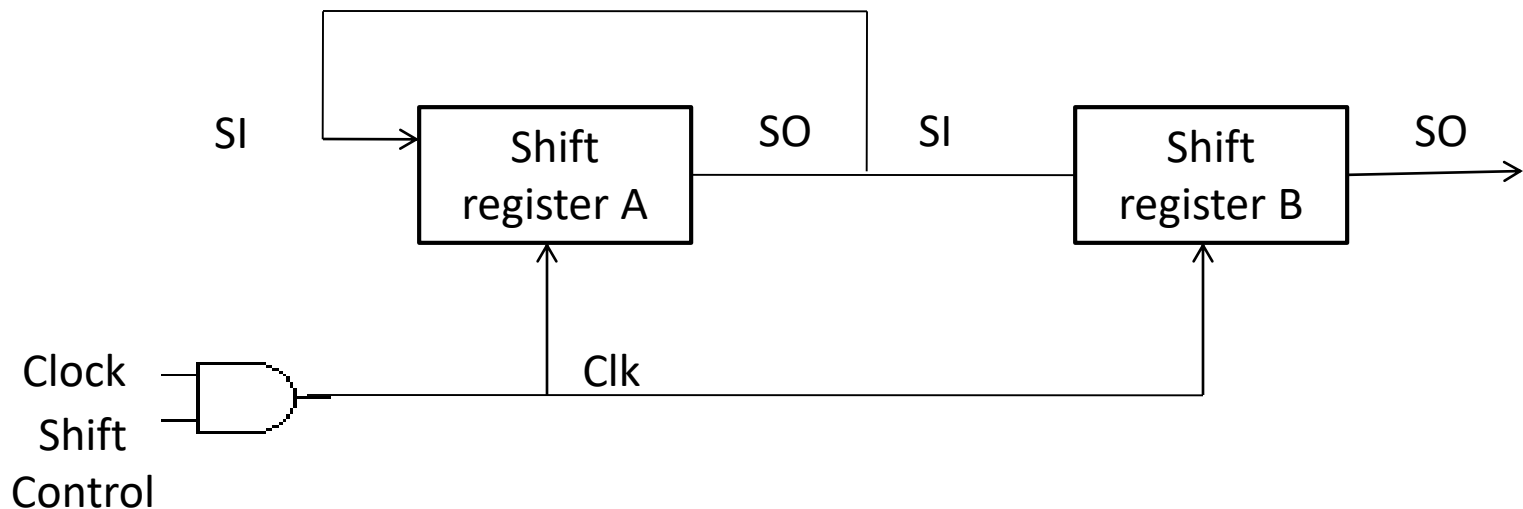 SI
Shift
register A
SO
SI
Shift
register B
SO
Clock
Clk
Shift
Control